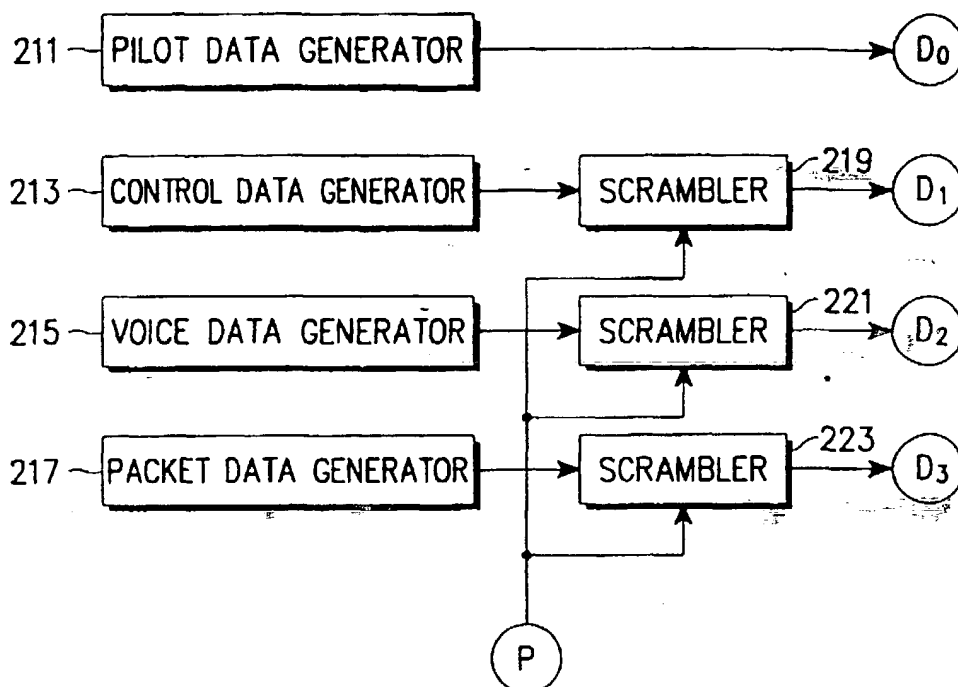 211 PILOT DATA GENERATOR D0
213 CONTROL DATA GENERATOR SCRAMBLER 219 D1
215 VOICE DATA GENERATOR SCRAMBLER 221 D2
217 PACKET DATA GENERATOR SCRAMBLER 223 D3
P